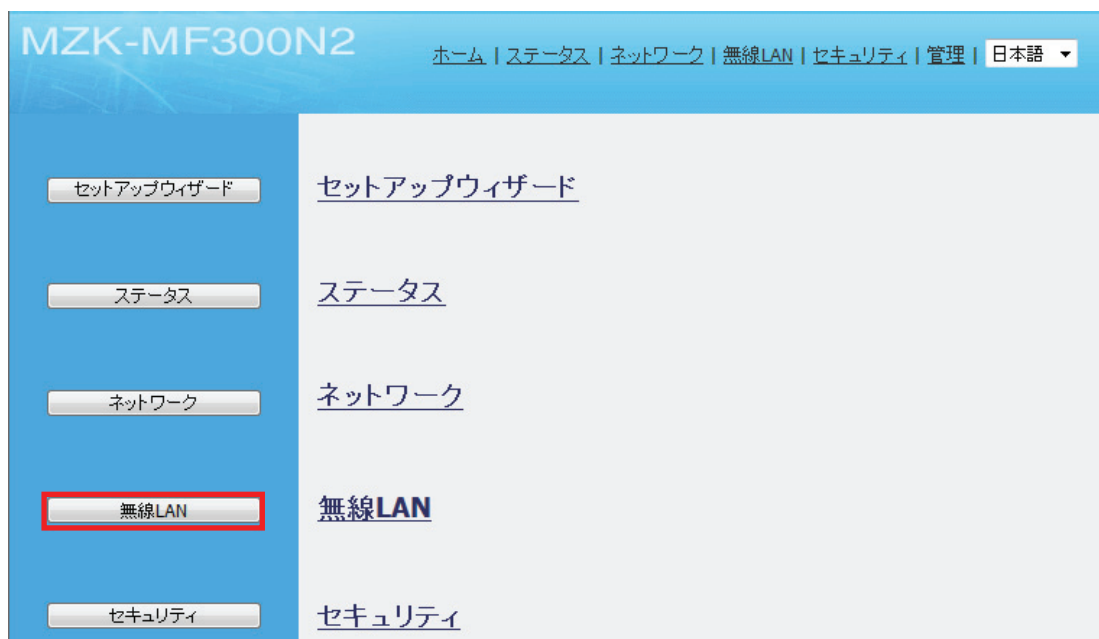 MZK-MF300N2
ホーム | ステータス | ネットワーク | 無線LAN | セキュリティ | 管理 | 日本語
セットアップウィザード セットアップウィザード
ステータス ステータス
ネットワーク ネットワーク
無線LAN 無線LAN
セキュリティ セキュリティ